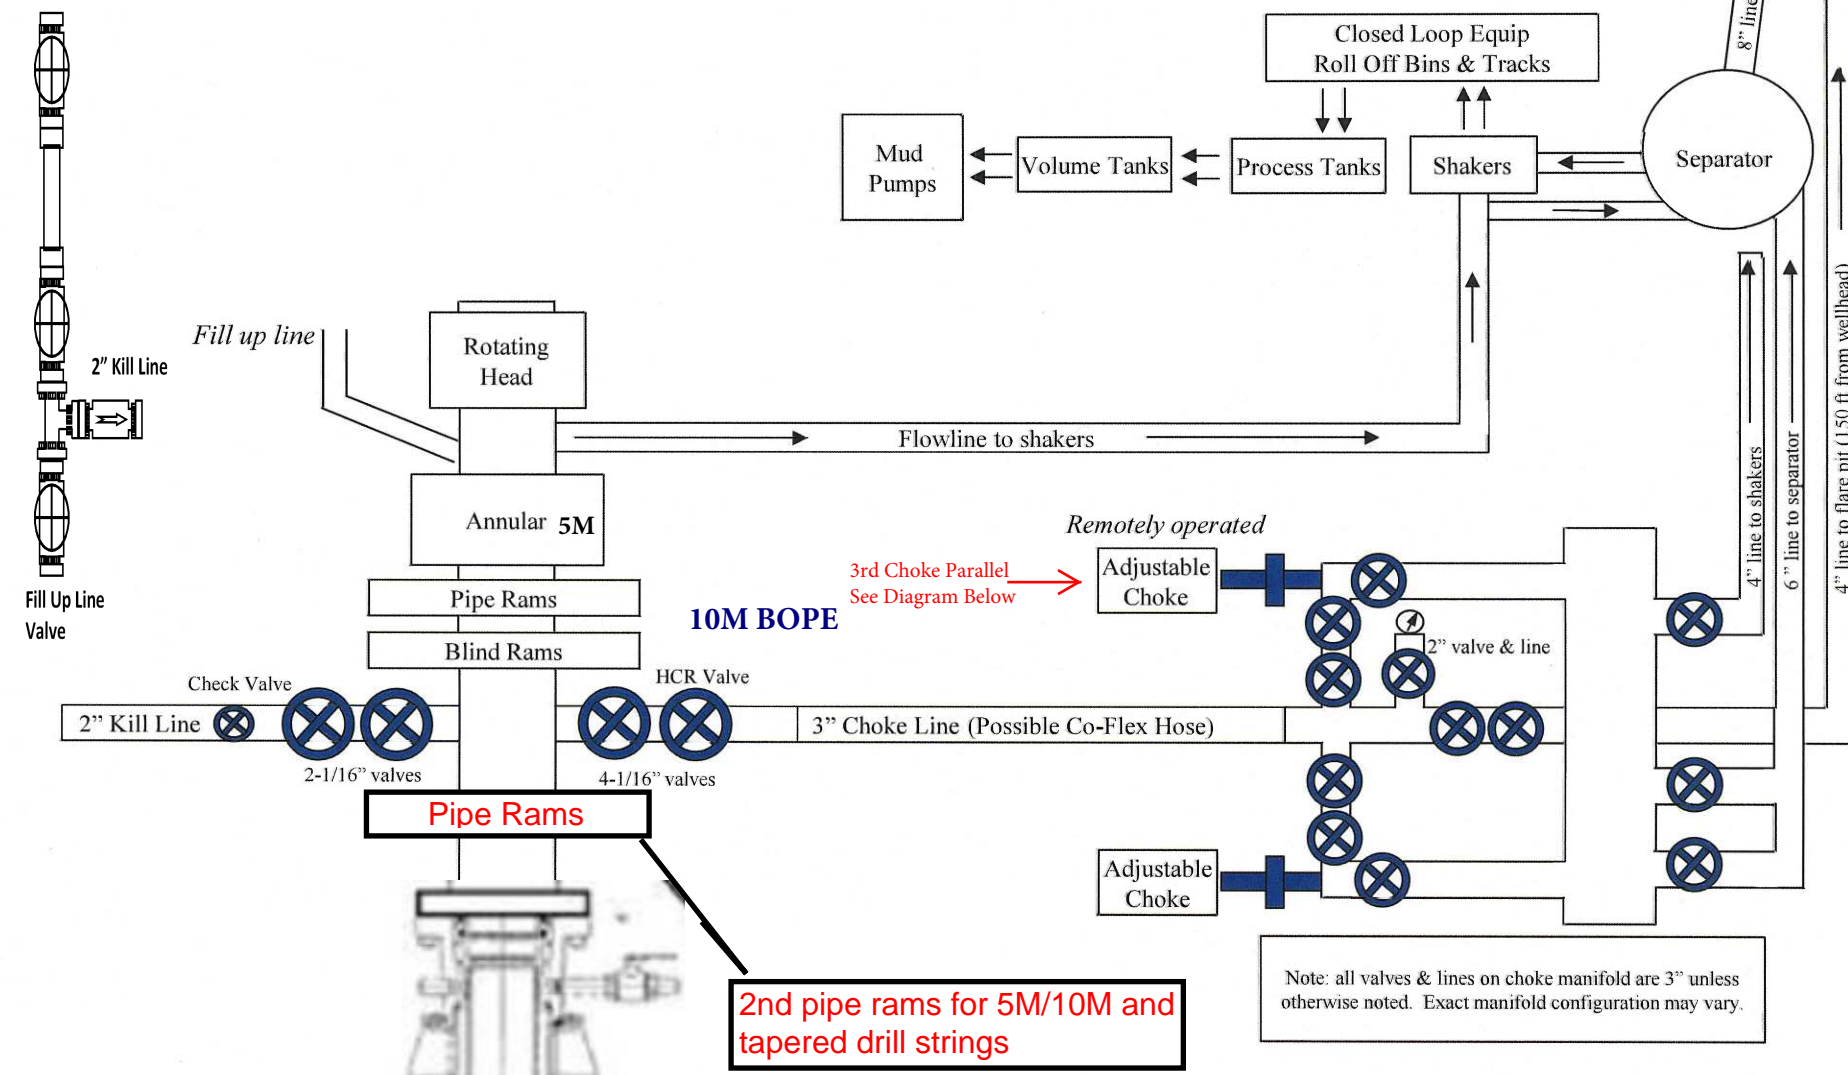 Closed Loop Equip
Roll Off Bins & Tracks
8” line
Mud
Pumps
Volume Tanks
Process Tanks
Shakers
Separator
Fill up line
Rotating
Head
2” Kill Line
Flowline to shakers
4” line to shakers
6 ” line to separator
4” line to flare pit (150 ft from wellhead)
Annular 5M
Remotely operated
3rd Choke Parallel
See Diagram Below
Adjustable
Choke
Pipe Rams
10M BOPE
Fill Up Line
Valve
Blind Rams
2” valve & line
Check Valve
HCR Valve
2” Kill Line
3” Choke Line (Possible Co-Flex Hose)
2-1/16” valves
4-1/16” valves
Pipe Rams
Adjustable
Choke
2nd pipe rams for 5M/10M and
tapered drill strings
Note: all valves & lines on choke manifold are 3” unless
otherwise noted. Exact manifold configuration may vary.